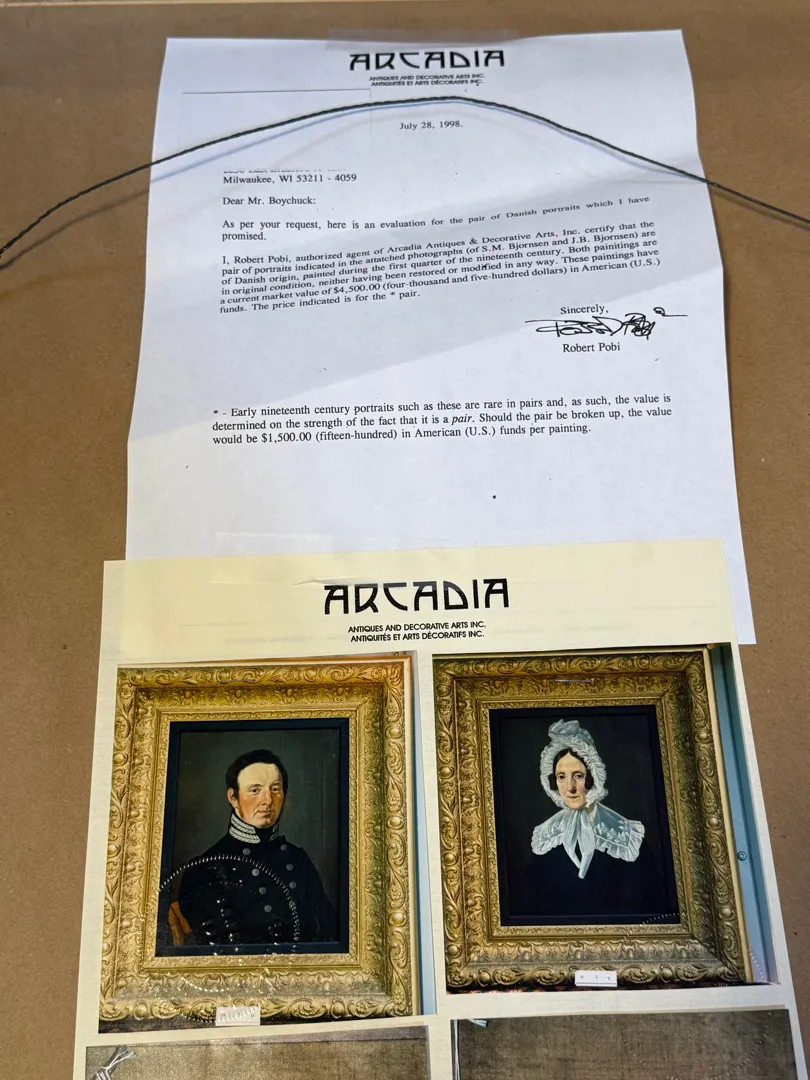 ARCADIA
ANTIQUES AND DECORATIVE ARTS INC.
ANTIQUITÉS ET ARTS DÉCORATIFS INC.
July 28, 1998.
Milwaukee, WI 53211 - 4059
Dear Mr. Boychuck:
As per your request, here is an evaluation for the pair of Danish portraits which I have
promised.
I, Robert Pobi, authorized agent of Arcadia Antiques & Decorative Arts, Inc. certify that the
pair of portraits indicated in the attatched photographs (of S.M. Bjornsen and J.B. Bjornsen) are
of Danish origin, painted during the first quarter of the nineteenth century. Both paintings are
in original condition, neither having been restored or modified in any way. These paintings have
a current market value of $4,500.00 (four-thousand and five-hundred dollars) in American (U.S.)
funds. The price indicated is for the * pair.
Sincerely,
Robert Pobi
* - Early nineteenth century portraits such as these are rare in pairs and, as such, the value is
determined on the strength of the fact that it is a pair. Should the pair be broken up, the value
would be $1,500.00 (fifteen-hundred) in American (U.S.) funds per painting.
ARCADIA
ANTIQUES AND DECORATIVE ARTS INC.
ANTIQUITÉS ET ARTS DÉCORATIFS INC.